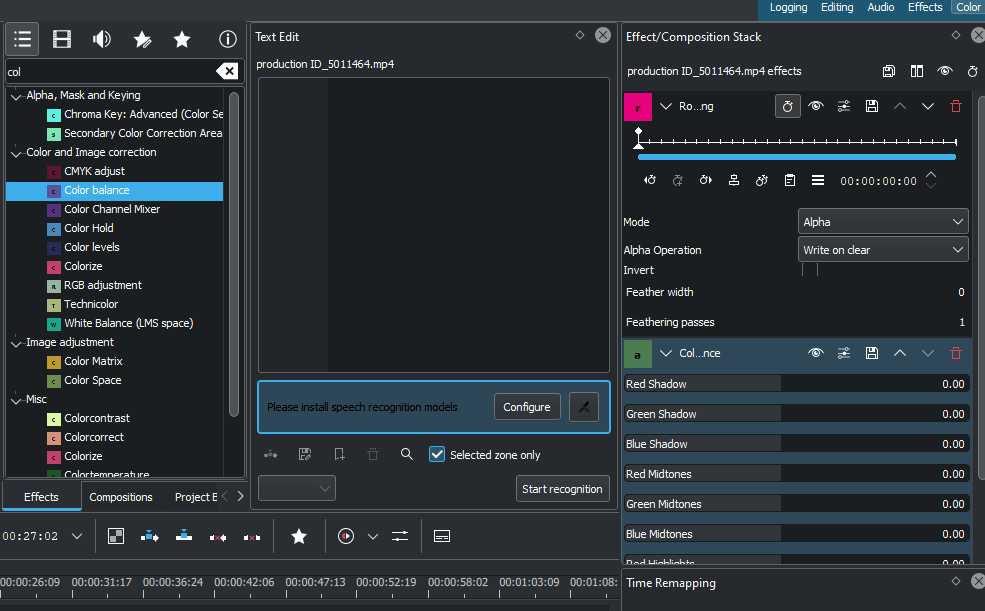 Logging Editing Audio Effects Color
Text Edit
Effect/Composition Stack
production ID_5011464.mp4
production ID_5011464.mp4 effects
col
Alpha, Mask and Keying
c Chroma Key: Advanced (Color Se
s Secondary Color Correction Area
Color and Image correction
c CMYK adjust
c Color balance
c Color Channel Mixer
c Color Hold
c Color levels
c Colorize
R RGB adjustment
T Technicolor
w White Balance (LMS space)
Image adjustment
c Color Matrix
c Color Space
Misc
c Colorcontrast
c Colorcorrect
c Colorize
c Colortemperature
Effects Compositions Project E
Please install speech recognition models
Configure
Selected zone only
Start recognition
r Ro...ng
00:00:00:00
Mode Alpha
Alpha Operation Write on clear
Invert
Feather width 0
Feathering passes 1
a Col...nce
Red Shadow 0.00
Green Shadow 0.00
Blue Shadow 0.00
Red Midtones 0.00
Green Midtones 0.00
Blue Midtones 0.00
Red Highlights 0.00
Time Remapping
00:27:02
00:00:26:09 00:00:31:17 00:00:36:24 00:00:42:06 00:00:47:13 00:00:52:19 00:00:58:02 00:01:03:09 00:01:08: